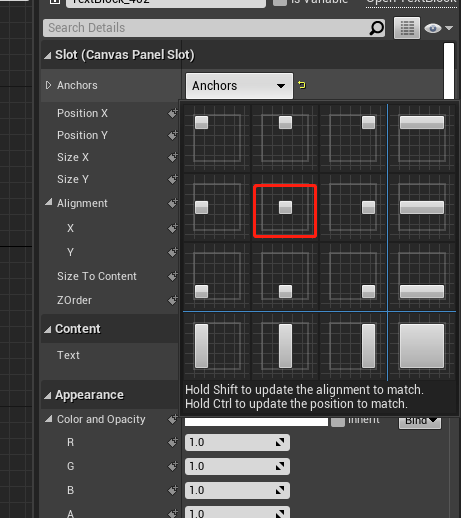 TextBlock_402
Is Variable
Open TextBlock
Search Details
Slot (Canvas Panel Slot)
Anchors
Anchors
Position X
Position Y
Size X
Size Y
Alignment
X
Y
Size To Content
ZOrder
Content
Text
Hold Shift to update the alignment to match.
Hold Ctrl to update the position to match.
Appearance
Color and Opacity
Inherit
Bind
R
1.0
G
1.0
B
1.0
A
1.0